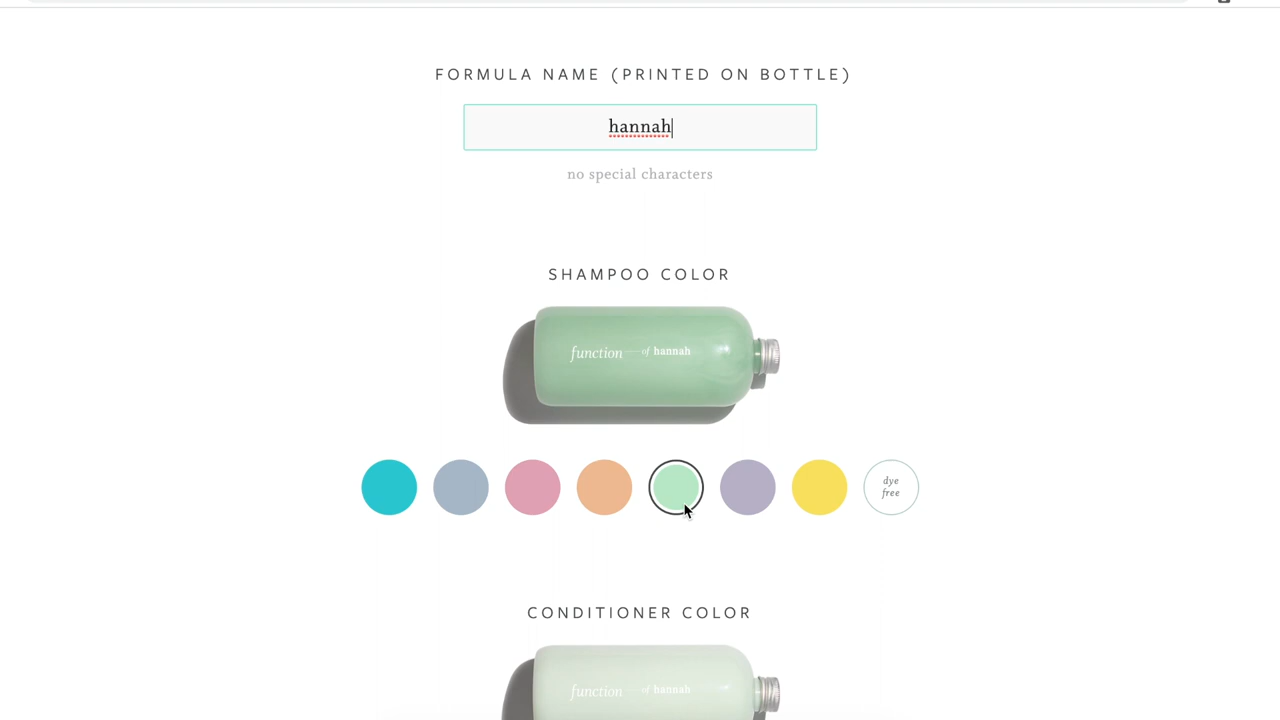 FORMULA NAME (PRINTED ON BOTTLE)
hannah
no special characters
SHAMPOO COLOR
function of hannah
dye
free
CONDITIONER COLOR
function of hannah